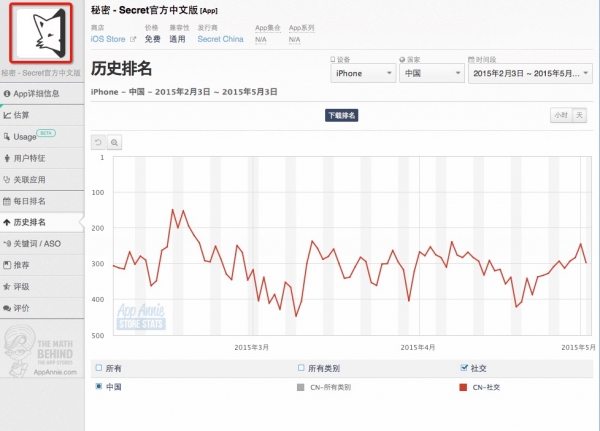 秘密 - Secret官方中文版 [App]
商店 价格 兼容性 发行商 App集合 App系列
iOS Store 免费 通用 Secret China N/A N/A
秘密 - Secret官方中文版
App详细信息
估算
Usage BETA
用户特征
关联应用
每日排名
历史排名
关键词 / ASO
推荐
评级
评价
THE MATH
BEHIND
THE APP STORES
AppAnnie.com
历史排名
设备 国家 时间段
iPhone 中国 2015年2月3日 ~ 2015年5月...
iPhone - 中国 - 2015年2月3日 ~ 2015年5月3日
下载排名
小时 天
1
100
200
300
400
500
App Annie
STORE STATS
2015年3月 2015年4月 2015年5月
所有 所有类别 社交
中国 CN-所有类别 CN-社交